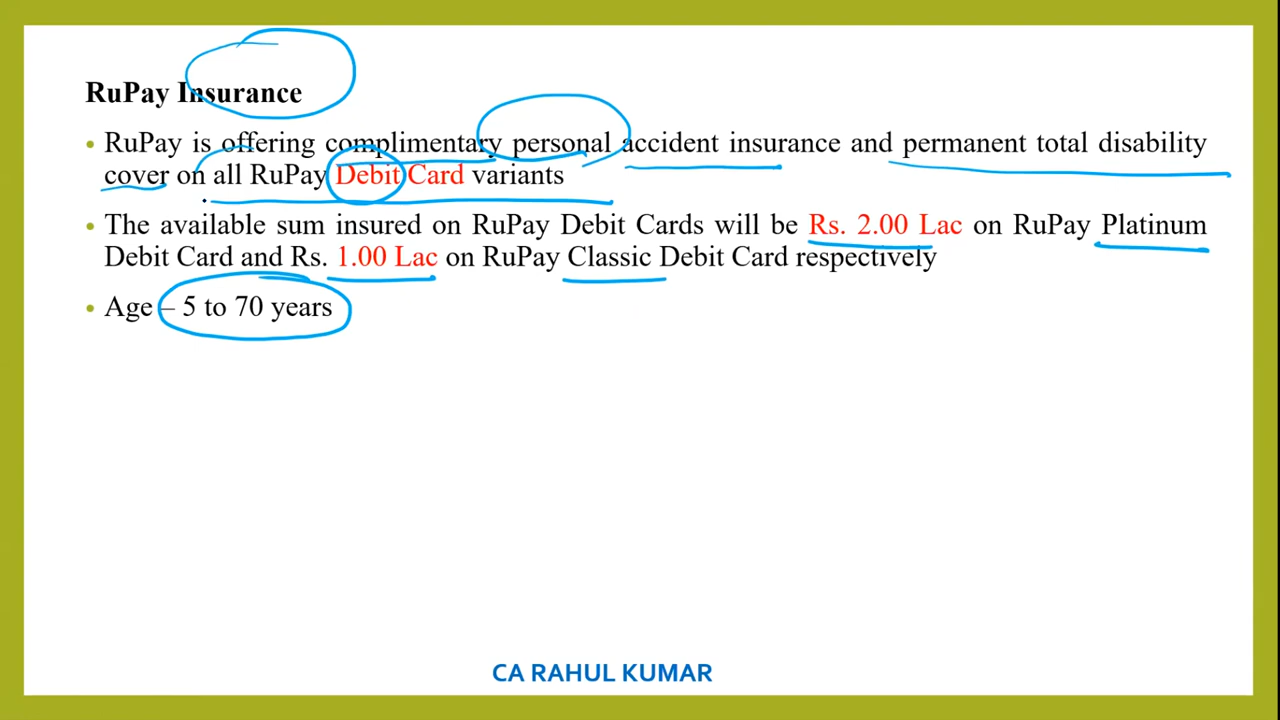 RuPay Insurance
• RuPay is offering complimentary personal accident insurance and permanent total disability
cover on all RuPay Debit Card variants
• The available sum insured on RuPay Debit Cards will be Rs. 2.00 Lac on RuPay Platinum
Debit Card and Rs. 1.00 Lac on RuPay Classic Debit Card respectively
• Age – 5 to 70 years
CA RAHUL KUMAR